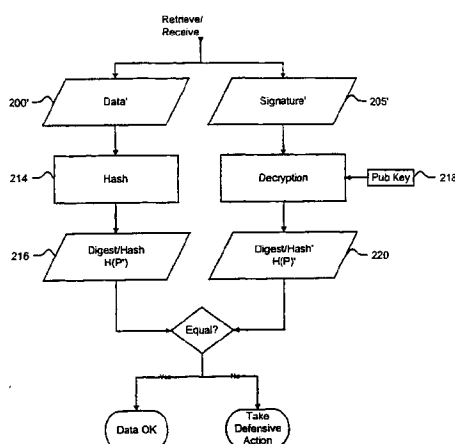 Retrieve/
Receive
200'
Data'
Signature'
205'
214
Hash
Decryption
Pub Key
218
216
Digest/Hash
H(P')
Digest/Hash'
H(P)'
220
Equal?
Yes
No
Data OK
Take
Defensive
Action